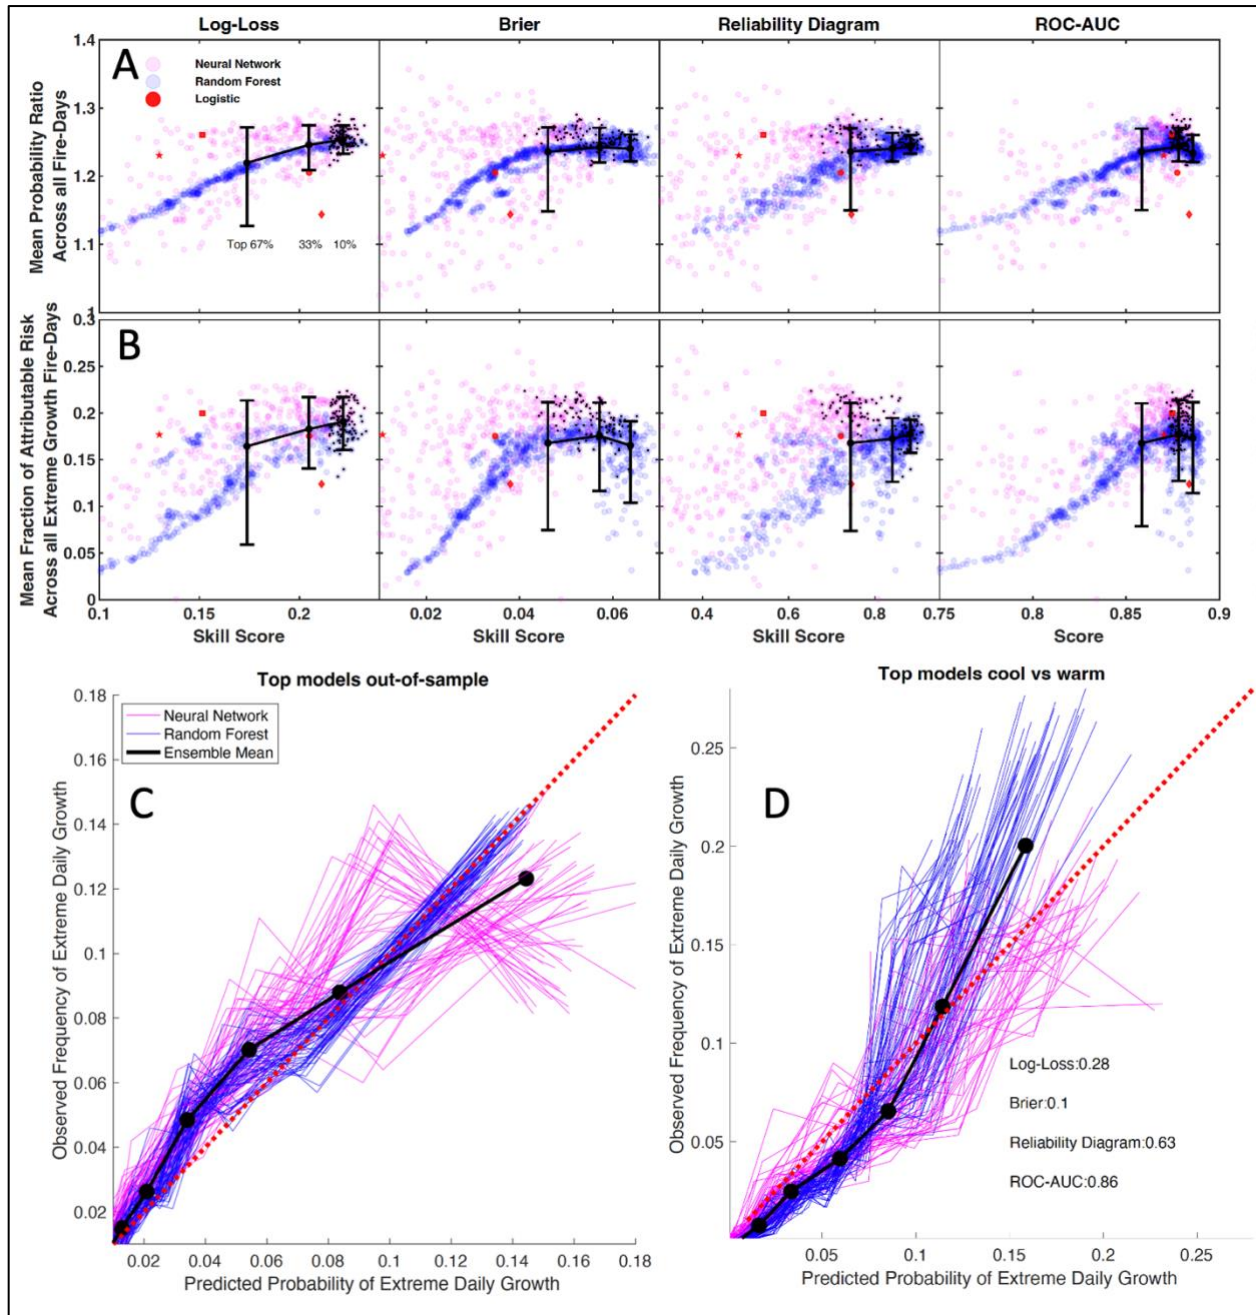 Log-Loss
Brier
Reliability Diagram
ROC-AUC
A
Neural Network
Random Forest
Logistic
Mean Probability Ratio
Across all Fire-Days
1.4
1.3
1.2
1.1
1
Top 67%
33%
10%
B
Mean Fraction of Attributable Risk
Across all Extreme Growth Fire-Days
0.3
0.25
0.2
0.15
0.1
0.05
0
0.1 0.15 0.2
0.02 0.04 0.06
0.4 0.6 0.8
0.75 0.8 0.85 0.9
Skill Score
Skill Score
Skill Score
Score
Top models out-of-sample
Neural Network
Random Forest
Ensemble Mean
C
Observed Frequency of Extreme Daily Growth
0.18
0.16
0.14
0.12
0.1
0.08
0.06
0.04
0.02
0.02 0.04 0.06 0.08 0.1 0.12 0.14 0.16 0.18
Predicted Probability of Extreme Daily Growth
Top models cool vs warm
D
Observed Frequency of Extreme Daily Growth
0.25
0.2
0.15
0.1
0.05
Log-Loss:0.28
Brier:0.1
Reliability Diagram:0.63
ROC-AUC:0.86
0.05 0.1 0.15 0.2 0.25
Predicted Probability of Extreme Daily Growth